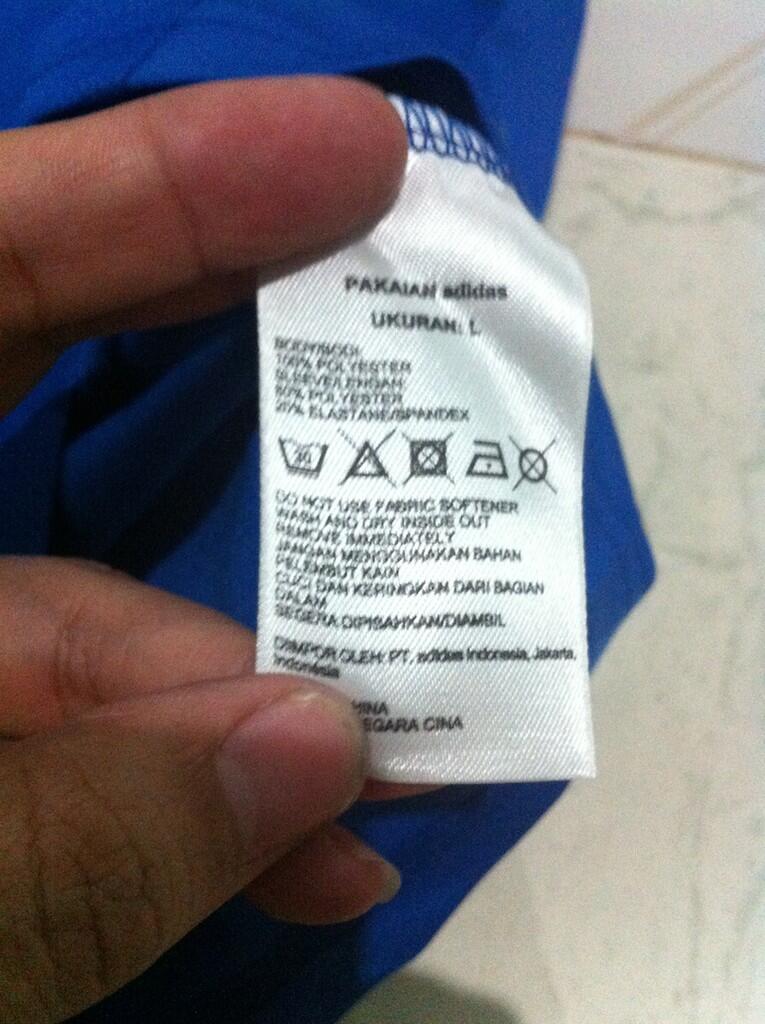 PAKAIAN adidas
UKURAN: L
BODY/BODI:
100% POLYESTER
SLEEVE/LENGAN:
80% POLYESTER
20% ELASTANE/SPANDEX
30
DO NOT USE FABRIC SOFTENER
WASH AND DRY INSIDE OUT
REMOVE IMMEDIATELY
JANGAN MENGGUNAKAN BAHAN
PELEMBUT KAIN
CUCI DAN KERINGKAN DARI BAGIAN
DALAM
SEGERA DIPISAHKAN/DIAMBIL
DIIMPOR OLEH: PT. adidas Indonesia, Jakarta,
Indonesia
HINA
EGARA CINA